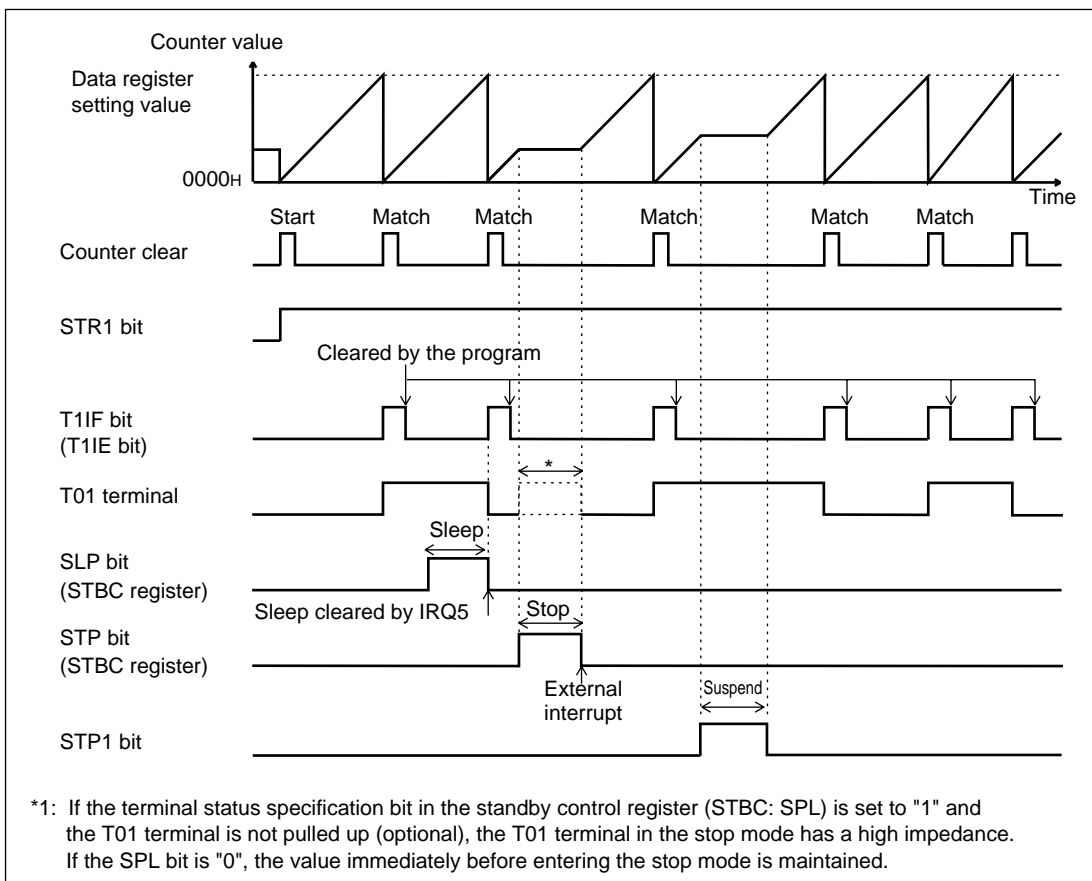 Counter value
Data register
setting value
0000H
Time
Start Match Match Match Match Match
Counter clear
STR1 bit
Cleared by the program
T1IF bit
(T1IE bit)
*
T01 terminal
Sleep
SLP bit
(STBC register)
Sleep cleared by IRQ5
Stop
STP bit
(STBC register)
External
interrupt
Suspend
STP1 bit
*1: If the terminal status specification bit in the standby control register (STBC: SPL) is set to "1" and
the T01 terminal is not pulled up (optional), the T01 terminal in the stop mode has a high impedance.
If the SPL bit is "0", the value immediately before entering the stop mode is maintained.